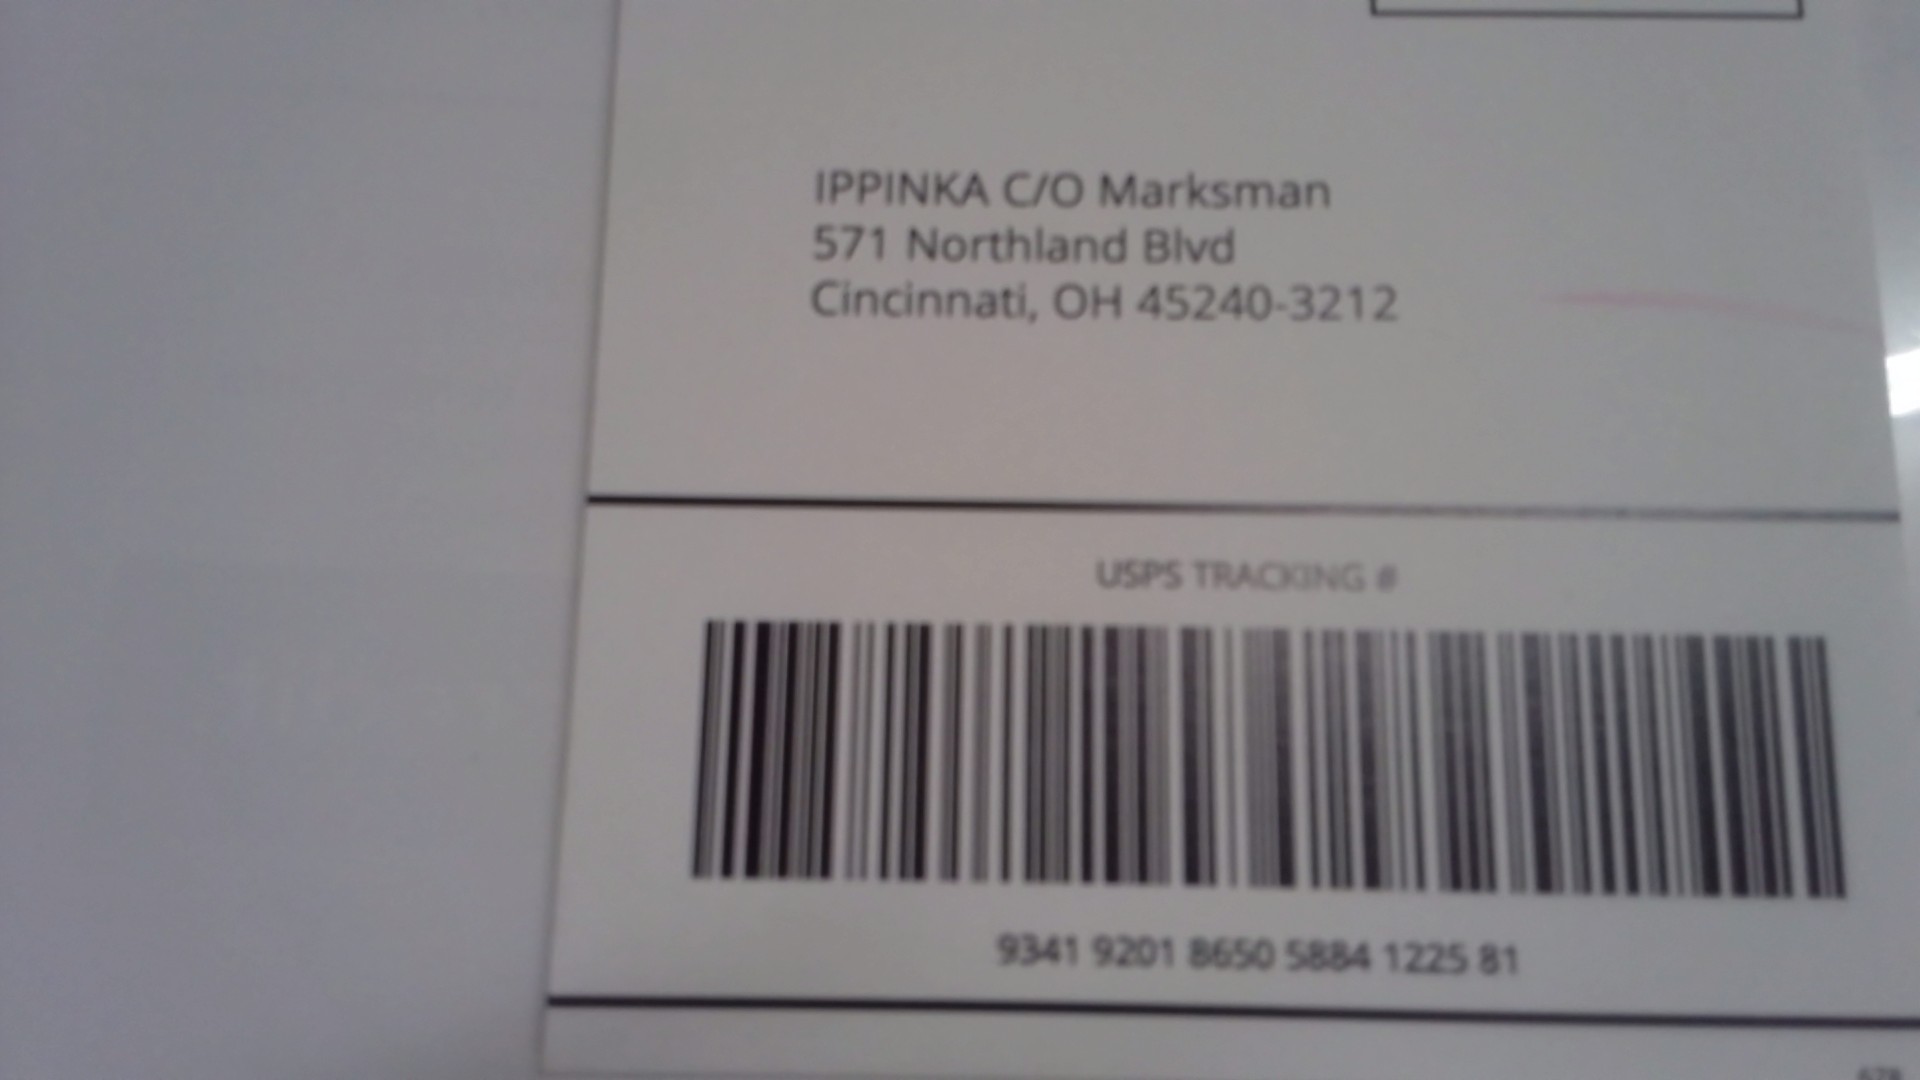 IPPINKA C/O Marksman
571 Northland Blvd
Cincinnati, OH 45240-3212
USPS TRACKING #
9341 9201 8650 5884 1225 81